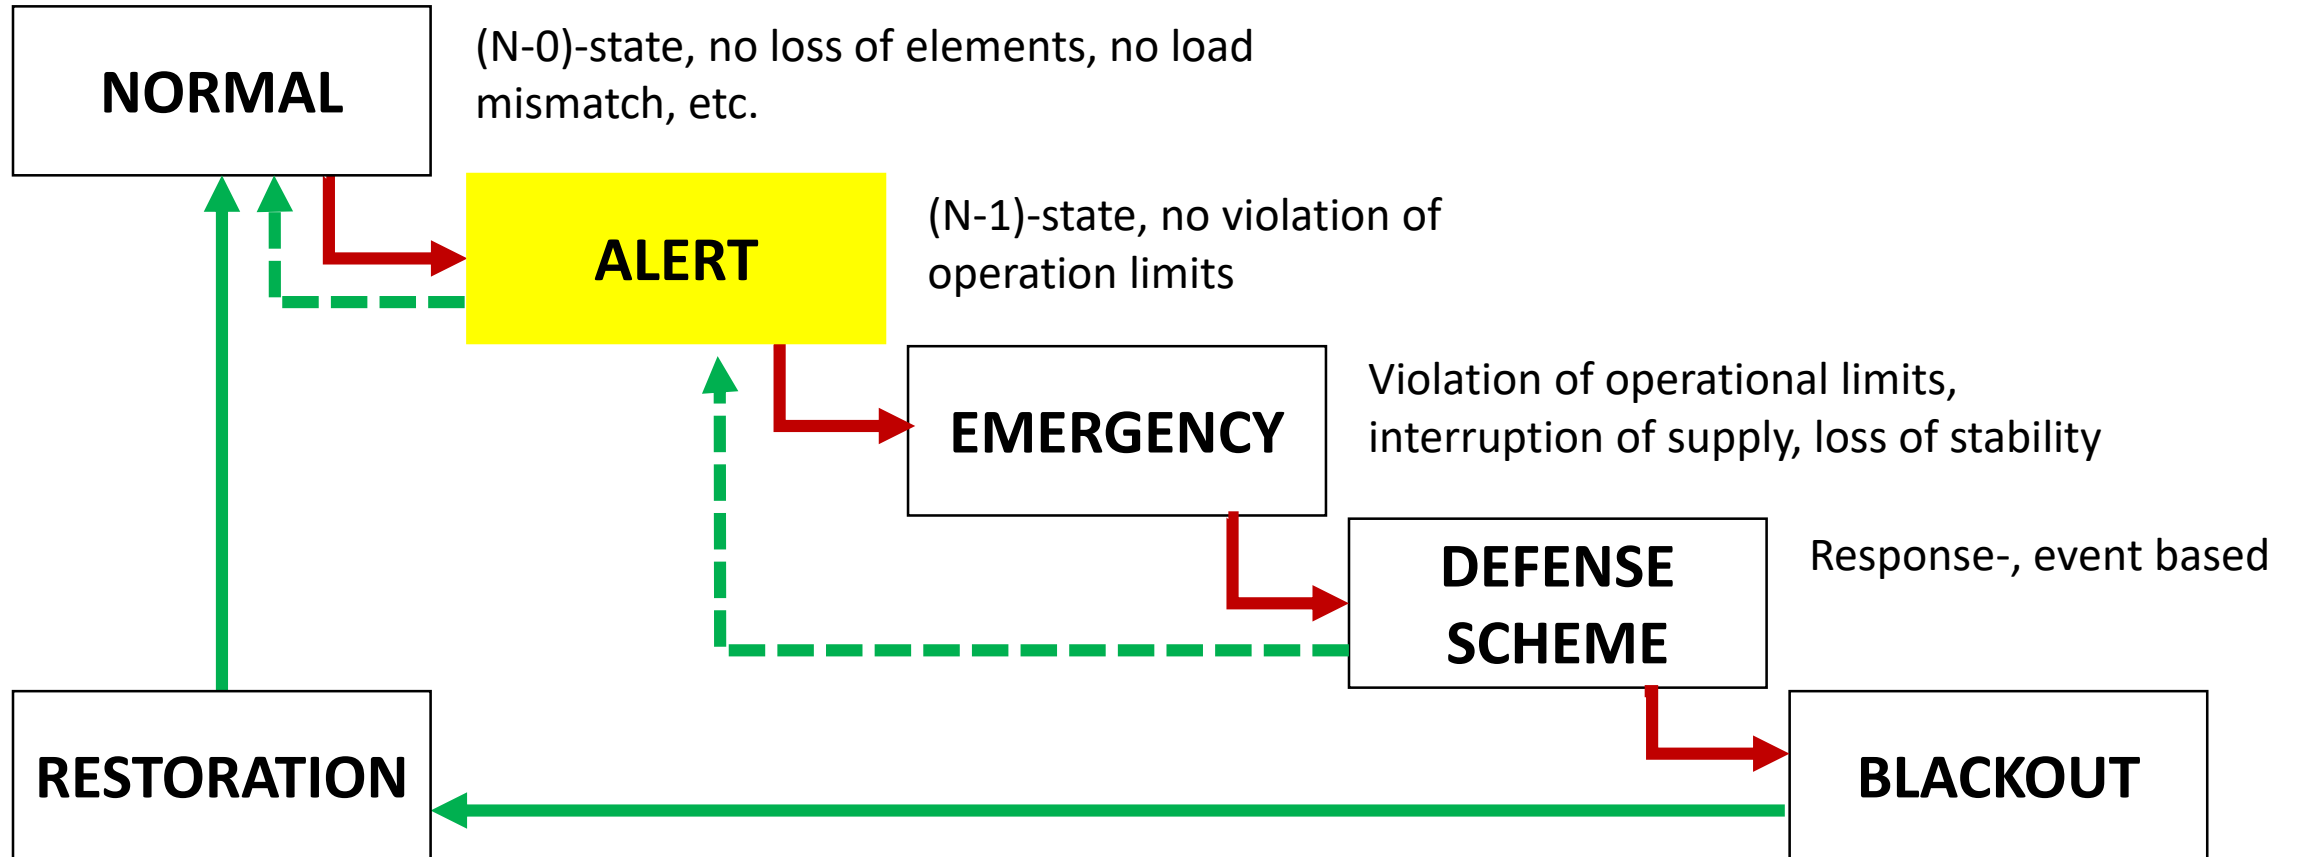 NORMAL
(N-0)-state, no loss of elements, no load
mismatch, etc.
ALERT
(N-1)-state, no violation of
operation limits
EMERGENCY
Violation of operational limits,
interruption of supply, loss of stability
DEFENSE
SCHEME
Response-, event based
RESTORATION
BLACKOUT